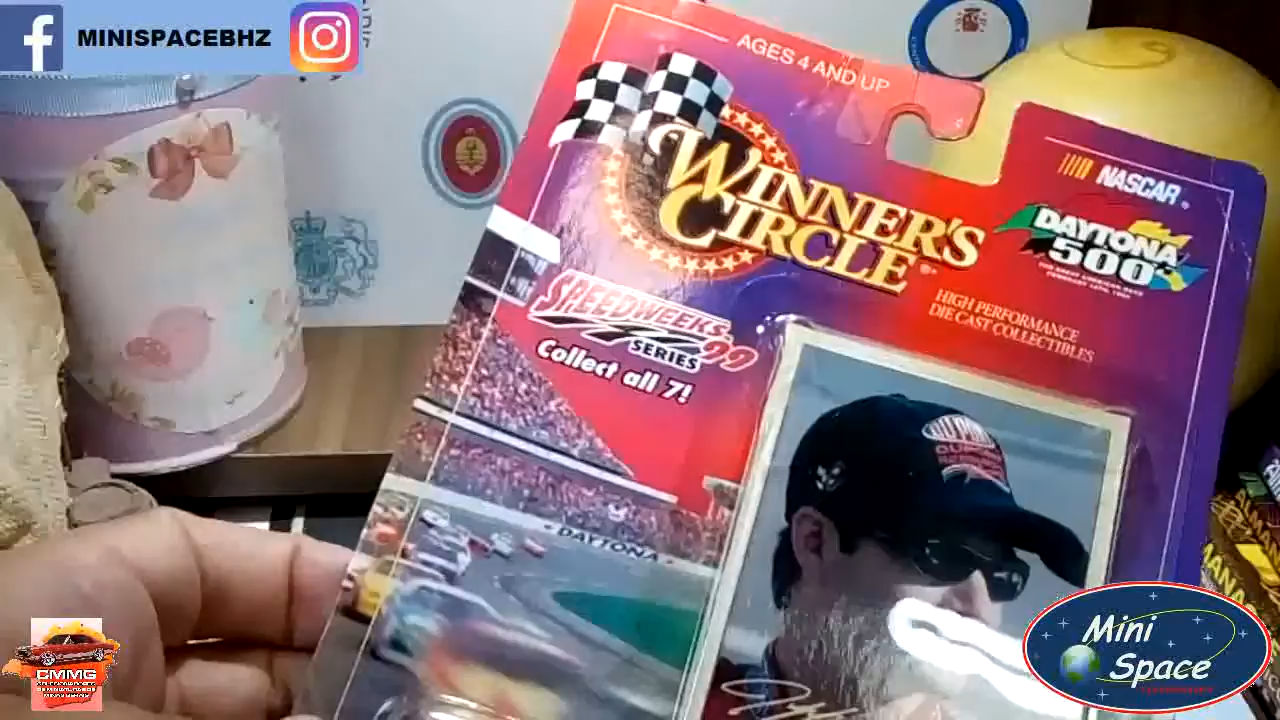 MINISPACEBHZ
AGES 4 AND UP
WINNER'S
CIRCLE
NASCAR
DAYTONA
500
HIGH PERFORMANCE
DIE CAST COLLECTIBLES
SPEEDWEEKS
SERIES '99
Collect all 7!
DAYTONA
CMMG
Mini
Space